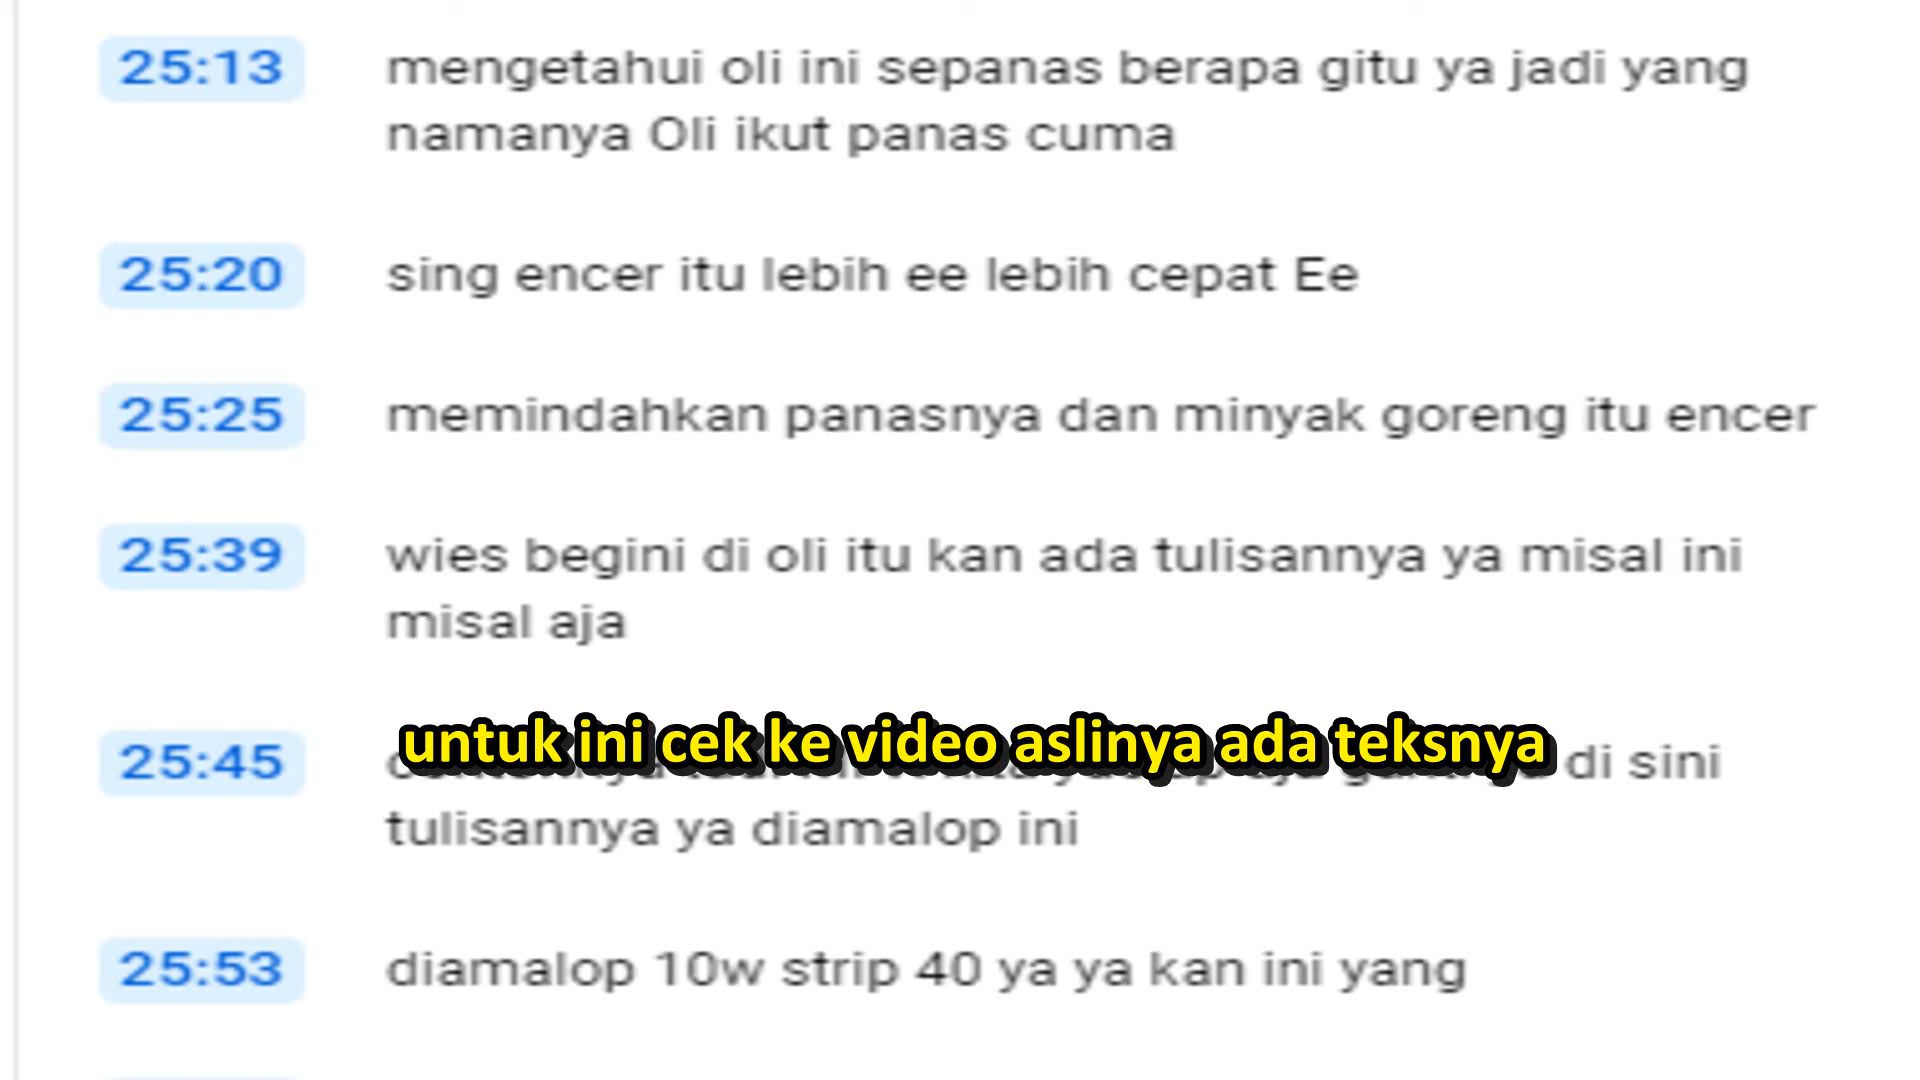 25:13 mengetahui oli ini sepanas berapa gitu ya jadi yang
namanya Oli ikut panas cuma
25:20 sing encer itu lebih ee lebih cepat Ee
25:25 memindahkan panasnya dan minyak goreng itu encer
25:39 wies begini di oli itu kan ada tulisannya ya misal ini
misal aja
untuk ini cek ke video aslinya ada teksnya
25:45 di sini
tulisannya ya diamalop ini
25:53 diamalop 10w strip 40 ya ya kan ini yang